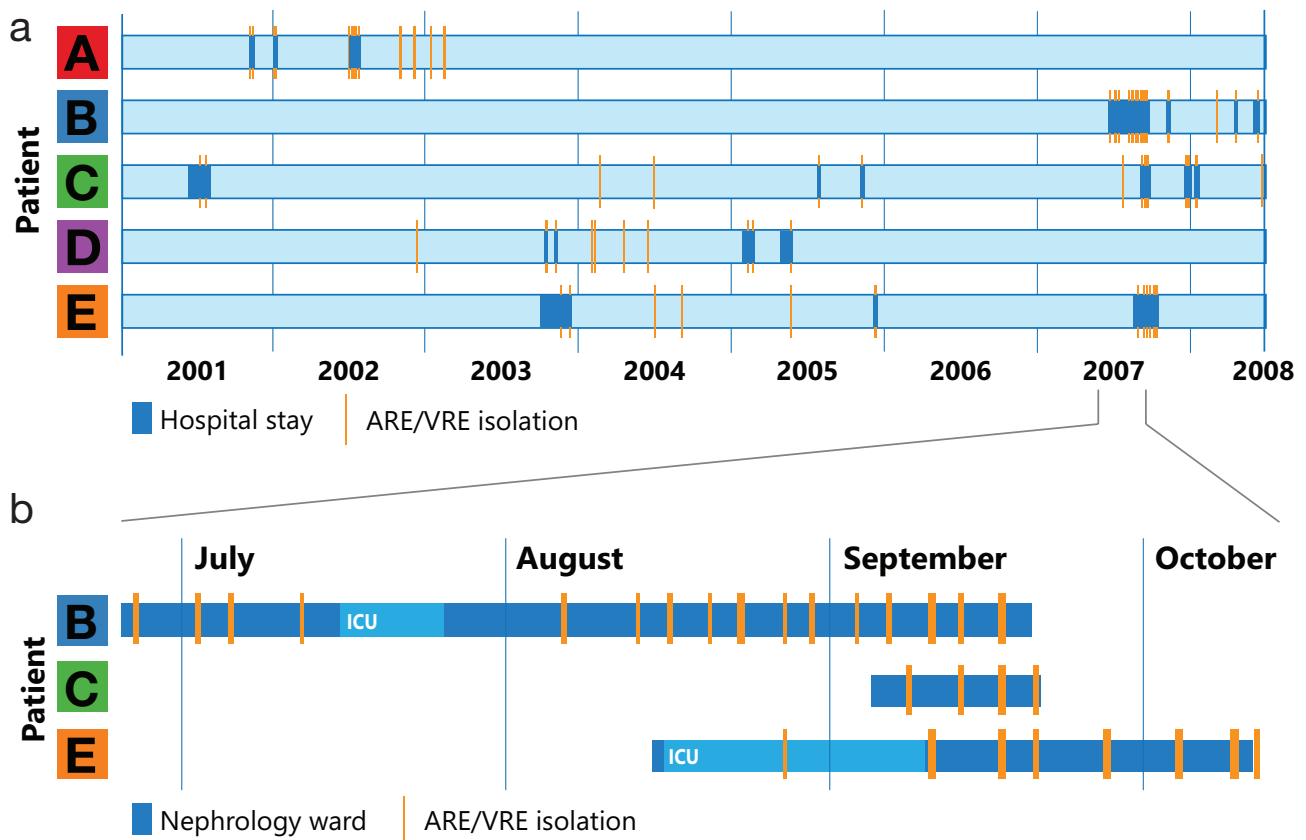 a
A
B
C
D
E
Patient
2001 2002 2003 2004 2005 2006 2007 2008
Hospital stay ARE/VRE isolation
b
July August September October
B ICU
C
E ICU
Patient
Nephrology ward ARE/VRE isolation